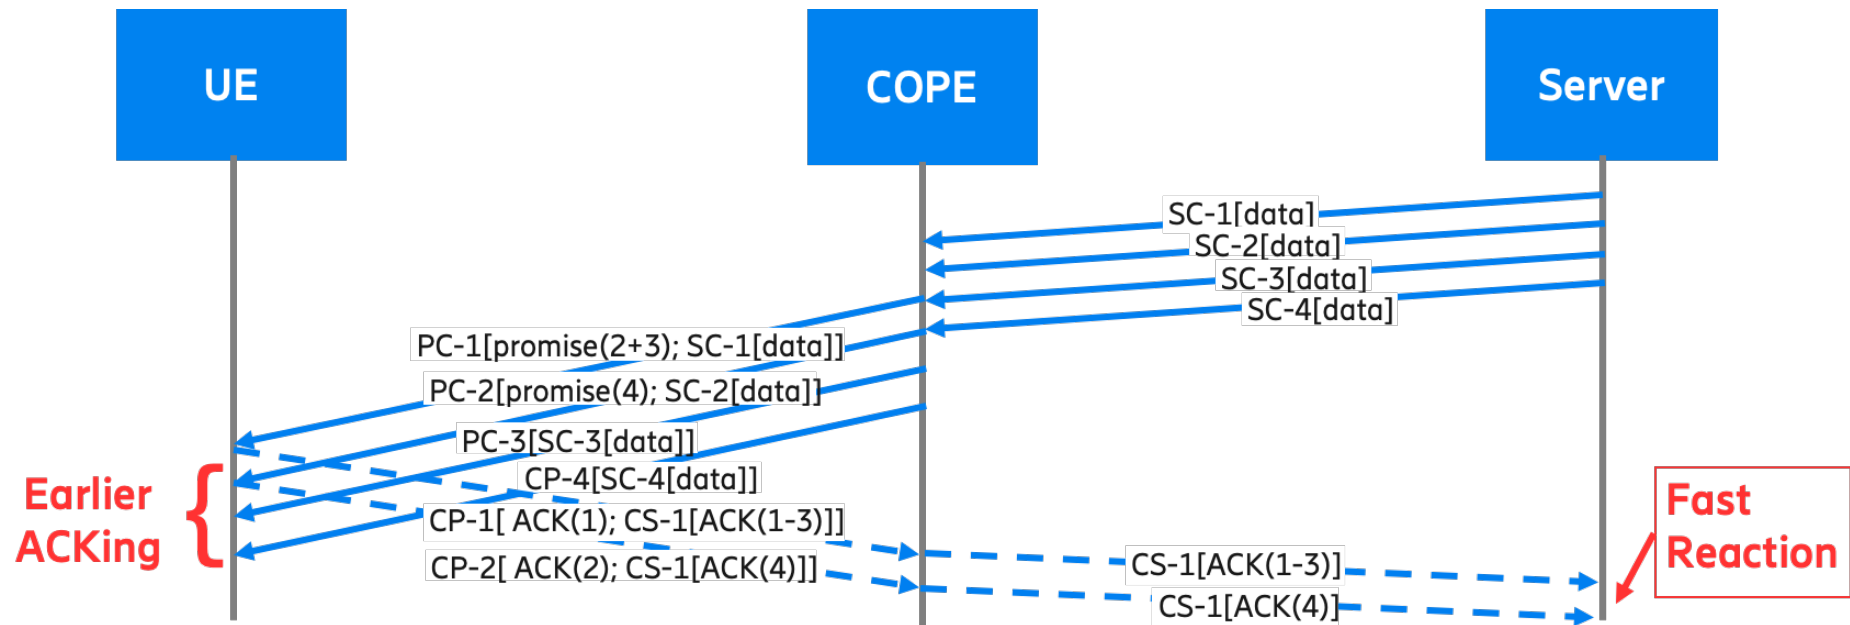 UE
COPE
Server
SC-1[data]
SC-2[data]
SC-3[data]
SC-4[data]
PC-1[promise(2+3); SC-1[data]]
PC-2[promise(4); SC-2[data]]
PC-3[SC-3[data]]
CP-4[SC-4[data]]
Earlier
ACKing
CP-1[ ACK(1); CS-1[ACK(1-3)]]
CP-2[ ACK(2); CS-1[ACK(4)]]
CS-1[ACK(1-3)]
CS-1[ACK(4)]
Fast
Reaction